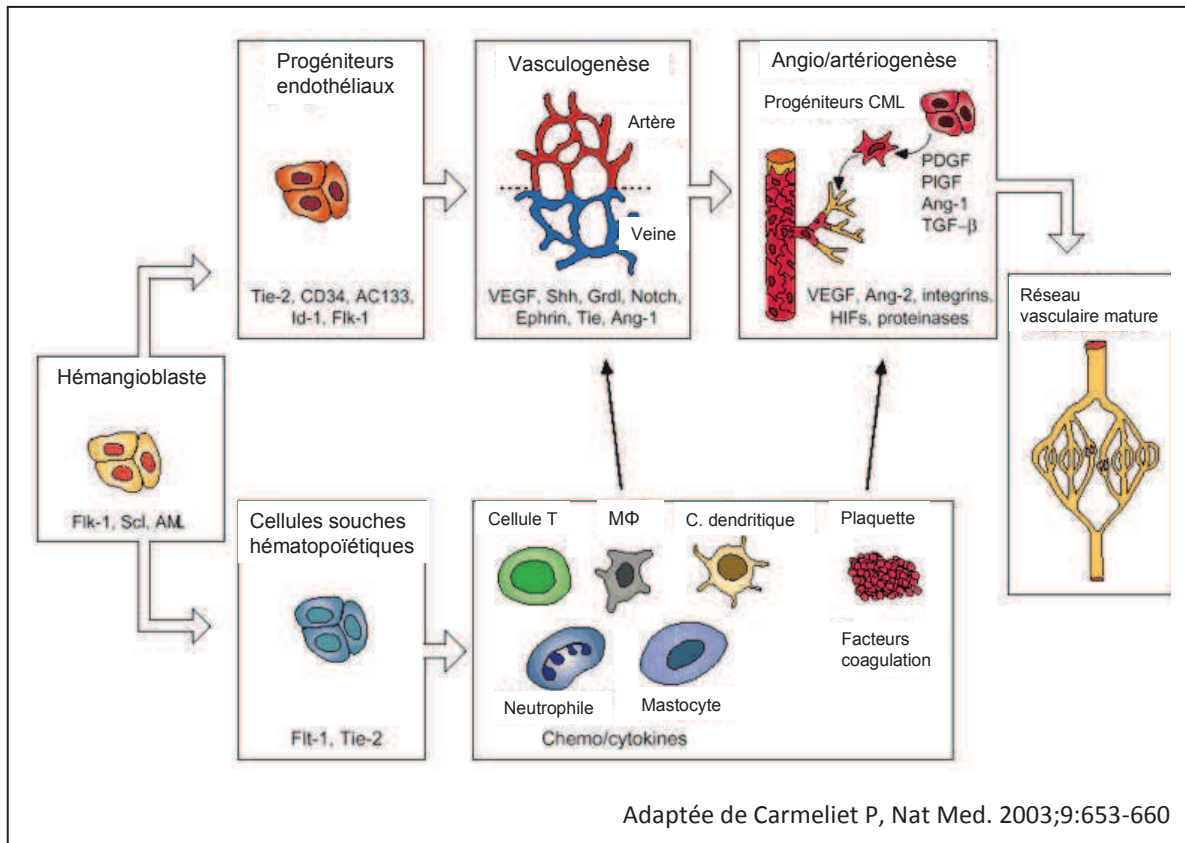 Progéniteurs
endothéliaux
Tie-2, CD34, AC133,
Id-1, Flk-1
Vasculogenèse
Artère
Veine
VEGF, Shh, Grdl, Notch,
Ephrin, Tie, Ang-1
Angio/artériogenèse
Progéniteurs CML
PDGF
PlGF
Ang-1
TGF-β
VEGF, Ang-2, integrins,
HIFs, proteinases
Réseau
vasculaire mature
Hémangioblaste
Flk-1, Scl, AML
Cellules souches
hématopoïétiques
Flt-1, Tie-2
Cellule T
MΦ
C. dendritique
Plaquette
Neutrophile
Mastocyte
Facteurs
coagulation
Chemo/cytokines
Adaptée de Carmeliet P, Nat Med. 2003;9:653-660